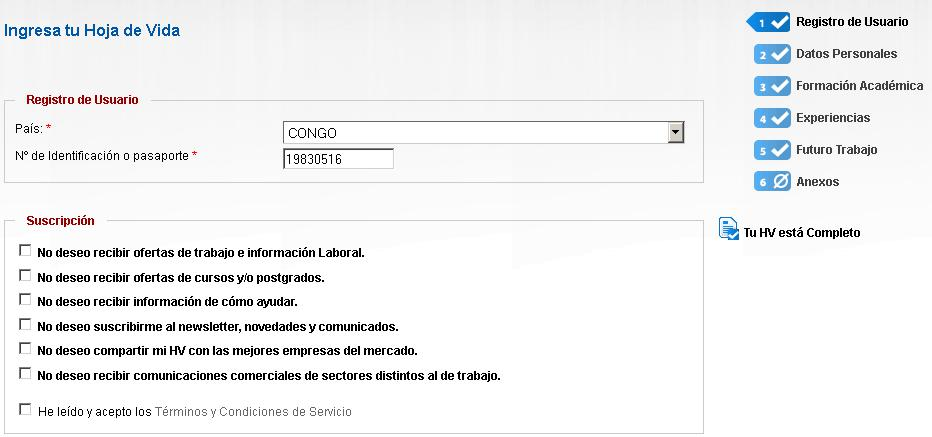 Ingresa tu Hoja de Vida
Registro de Usuario
País: *
CONGO
Nº de Identificación o pasaporte *
19830516
Suscripción
No deseo recibir ofertas de trabajo e información Laboral.
No deseo recibir ofertas de cursos y/o postgrados.
No deseo recibir información de cómo ayudar.
No deseo suscribirme al newsletter, novedades y comunicados.
No deseo compartir mi HV con las mejores empresas del mercado.
No deseo recibir comunicaciones comerciales de sectores distintos al de trabajo.
He leído y acepto los Términos y Condiciones de Servicio
1 Registro de Usuario
2 Datos Personales
3 Formación Académica
4 Experiencias
5 Futuro Trabajo
6 Anexos
Tu HV está Completo